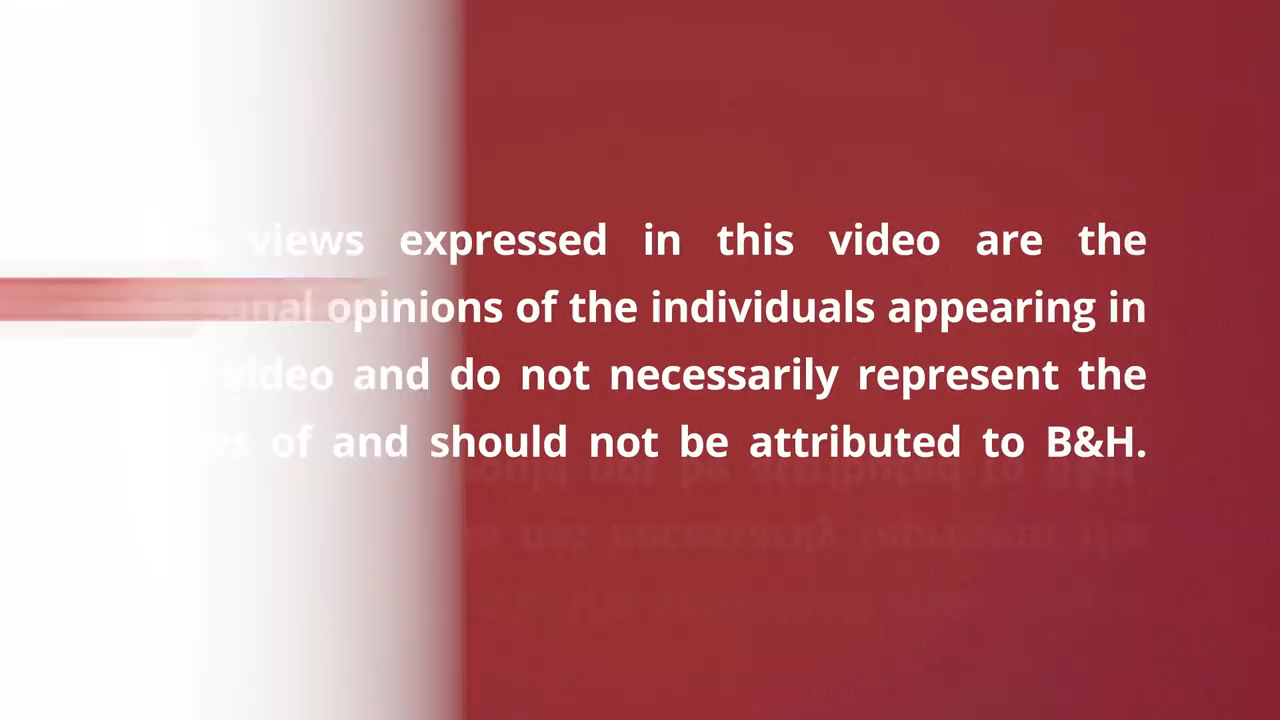 views expressed in this video are the
opinions of the individuals appearing in
video and do not necessarily represent the
of and should not be attributed to B&H.